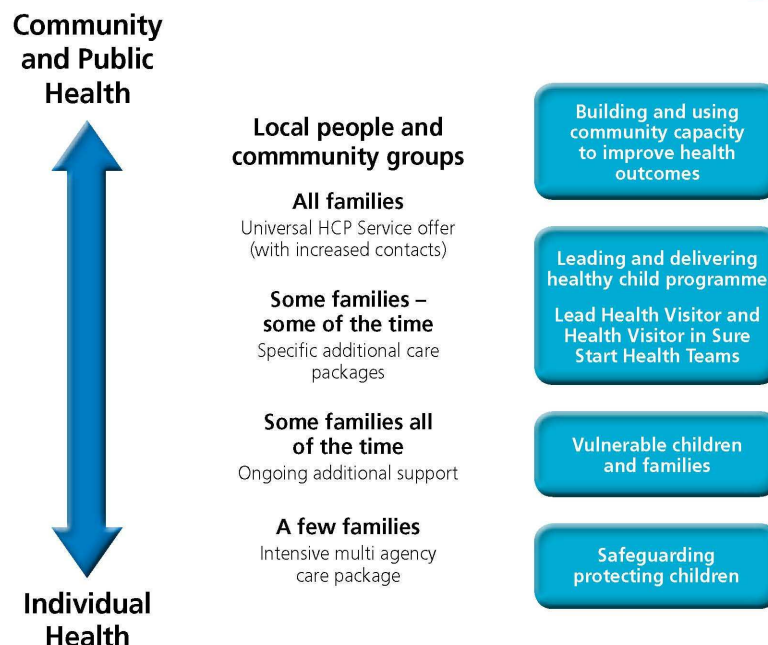 Community
and Public
Health
Local people and
commmunity groups
All families
Universal HCP Service offer
(with increased contacts)
Some families –
some of the time
Specific additional care
packages
Some families all
of the time
Ongoing additional support
A few families
Intensive multi agency
care package
Individual
Health
Building and using
community capacity
to improve health
outcomes
Leading and delivering
healthy child programme
Lead Health Visitor and
Health Visitor in Sure
Start Health Teams
Vulnerable children
and families
Safeguarding
protecting children